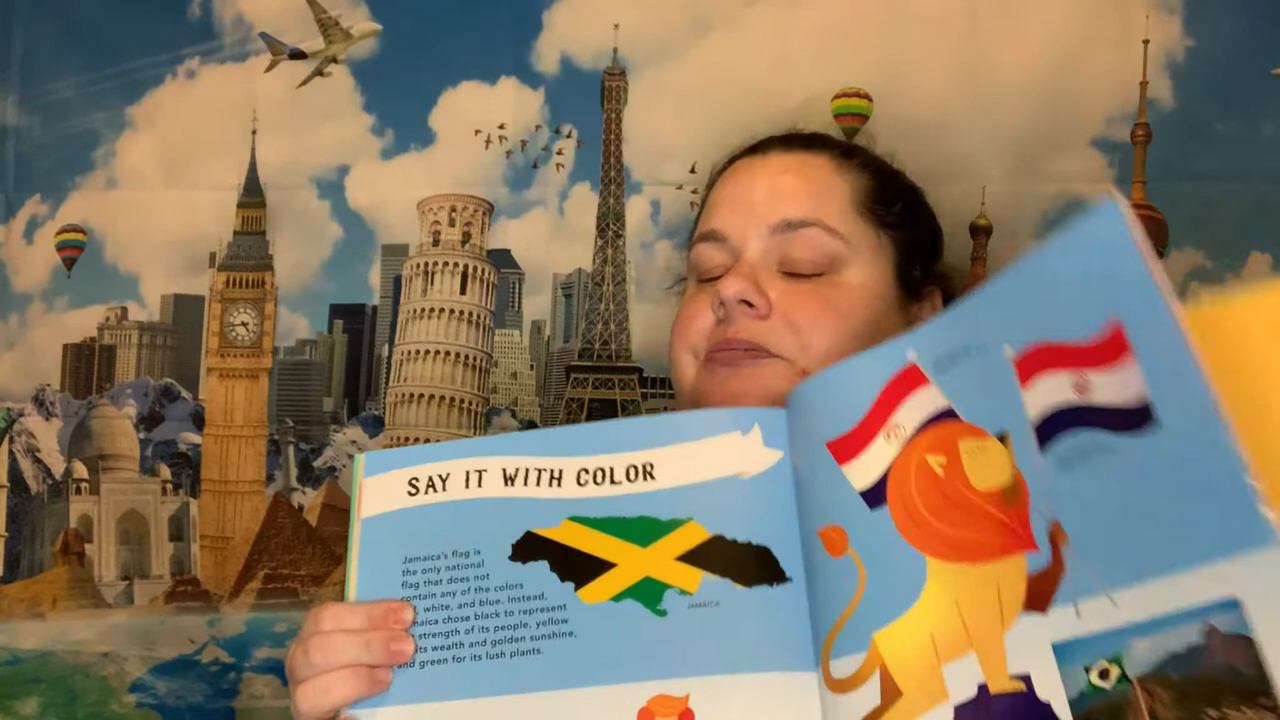 SAY IT WITH COLOR
Jamaica's flag is
the only national
flag that does not
contain any of the colors
white, and blue. Instead,
chose black to represent
strength of its people, yellow
its wealth and golden sunshine,
and green for its lush plants.
JAMAICA